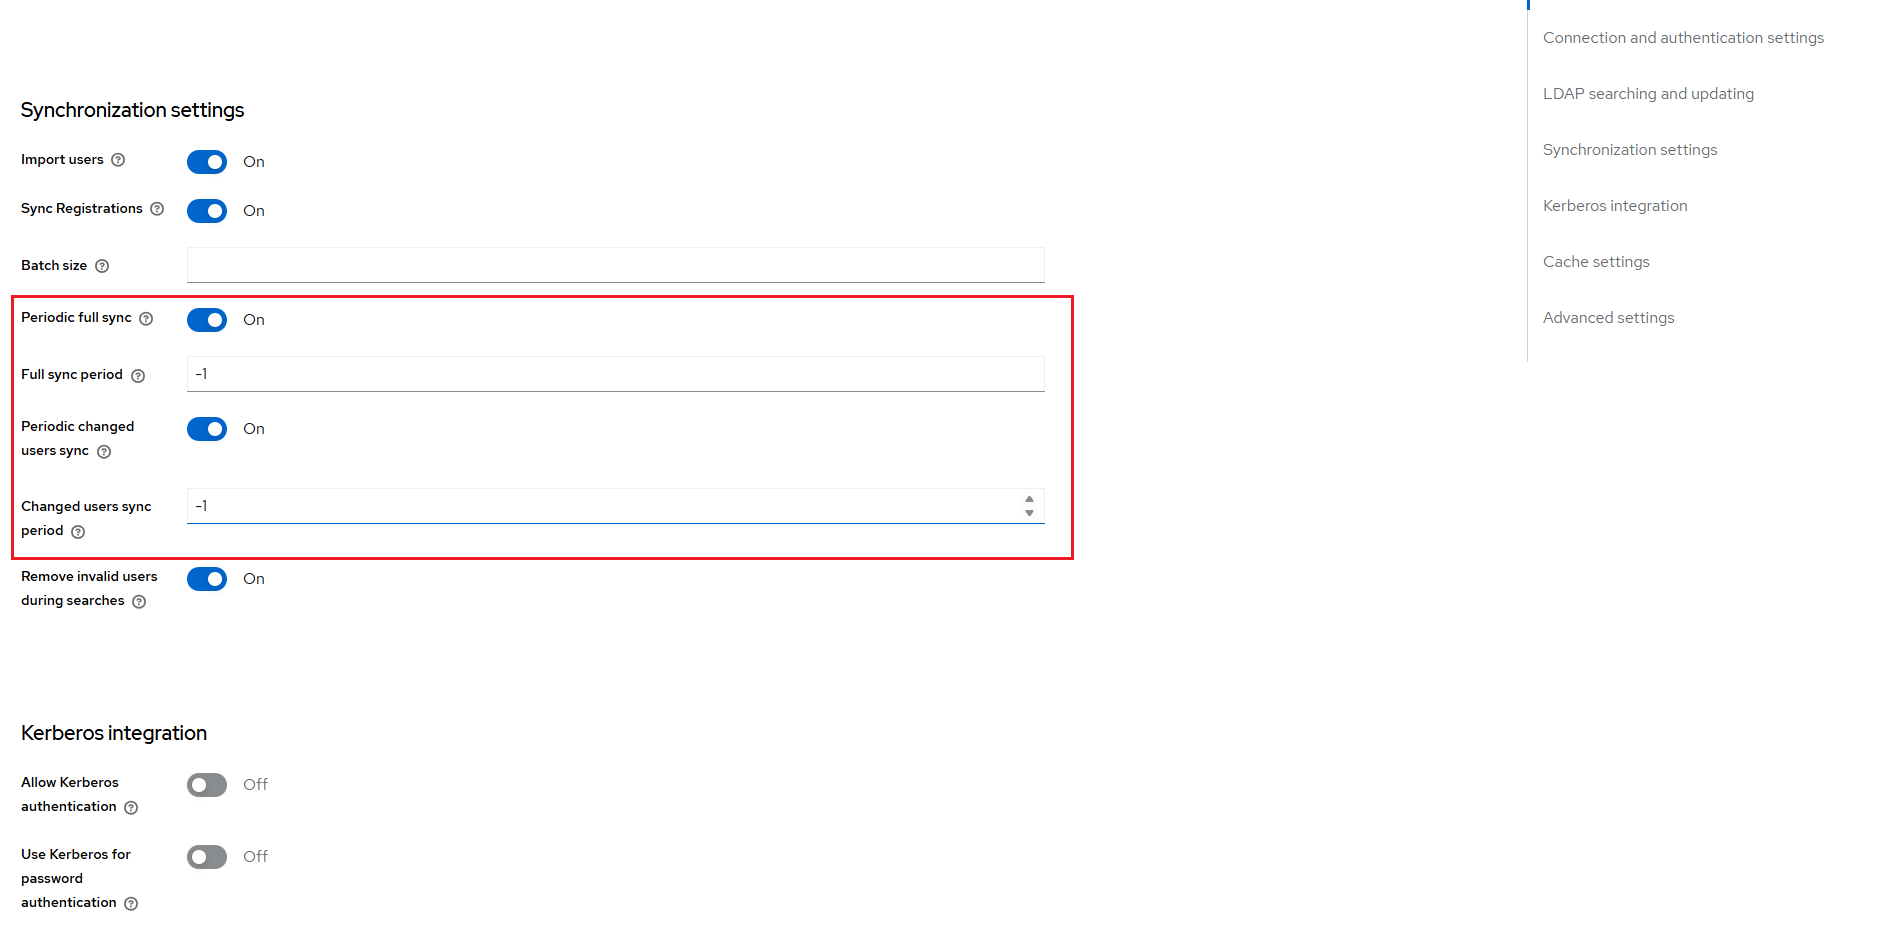 Synchronization settings
Import users
On
Sync Registrations
On
Batch size
Periodic full sync
On
Full sync period
-1
Periodic changed
users sync
On
Changed users sync
period
-1
Remove invalid users
during searches
On
Kerberos integration
Allow Kerberos
authentication
Off
Use Kerberos for
password
authentication
Off
Connection and authentication settings
LDAP searching and updating
Synchronization settings
Kerberos integration
Cache settings
Advanced settings